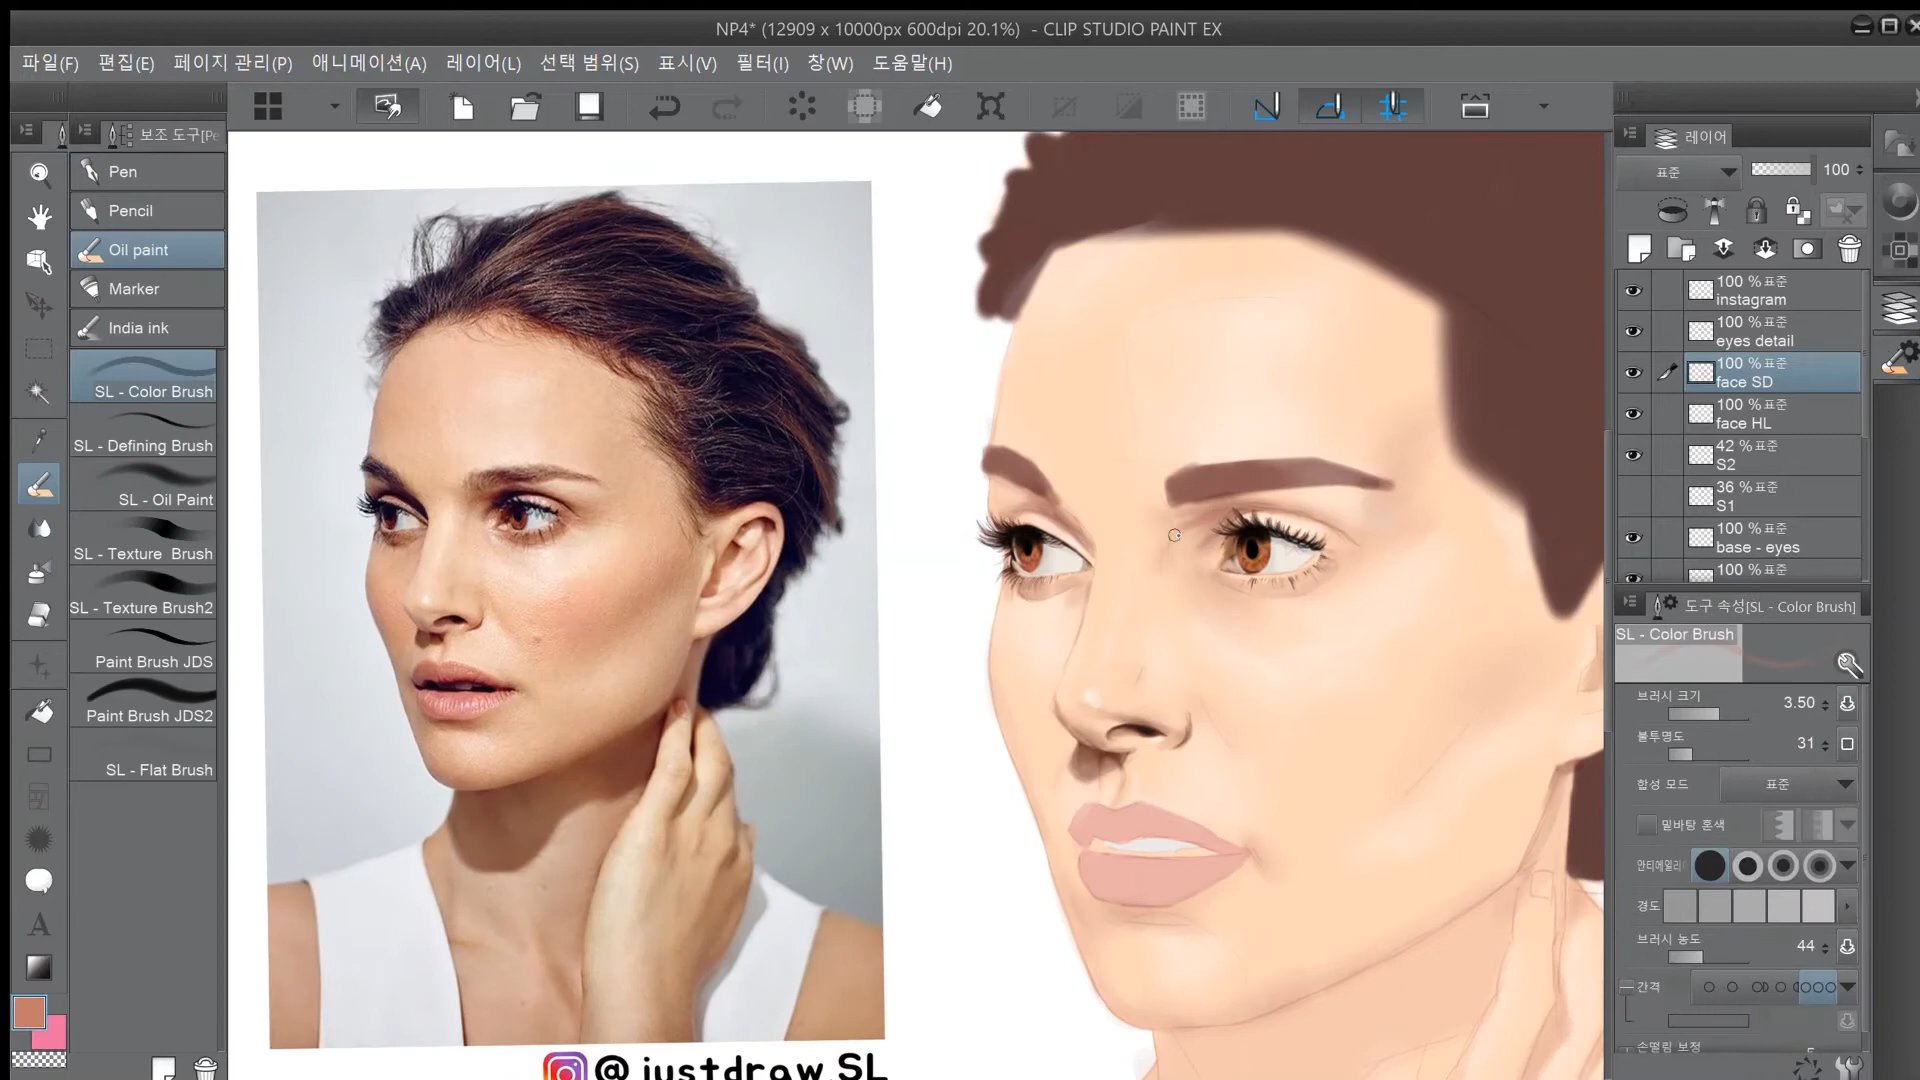 NP4* (12909 x 10000px 600dpi 20.1%) - CLIP STUDIO PAINT EX
파일(F) 편집(E) 페이지 관리(P) 애니메이션(A) 레이어(L) 선택 범위(S) 표시(V) 필터(I) 창(W) 도움말(H)
보조 도구[Pe
Pen
Pencil
Oil paint
Marker
India ink
SL - Color Brush
SL - Defining Brush
SL - Oil Paint
SL - Texture Brush
SL - Texture Brush2
Paint Brush JDS
Paint Brush JDS2
SL - Flat Brush
A
@ justdraw.SL
레이어
표준 100
100 %표준
instagram
100 %표준
eyes detail
100 %표준
face SD
100 %표준
face HL
42 %표준
S2
36 %표준
S1
100 %표준
base - eyes
100 %표준
도구 속성[SL - Color Brush]
SL - Color Brush
브러시 크기 3.50
불투명도 31
합성 모드 표준
밑바탕 혼색
경도
브러시 농도 44
간격
손떨림 보정